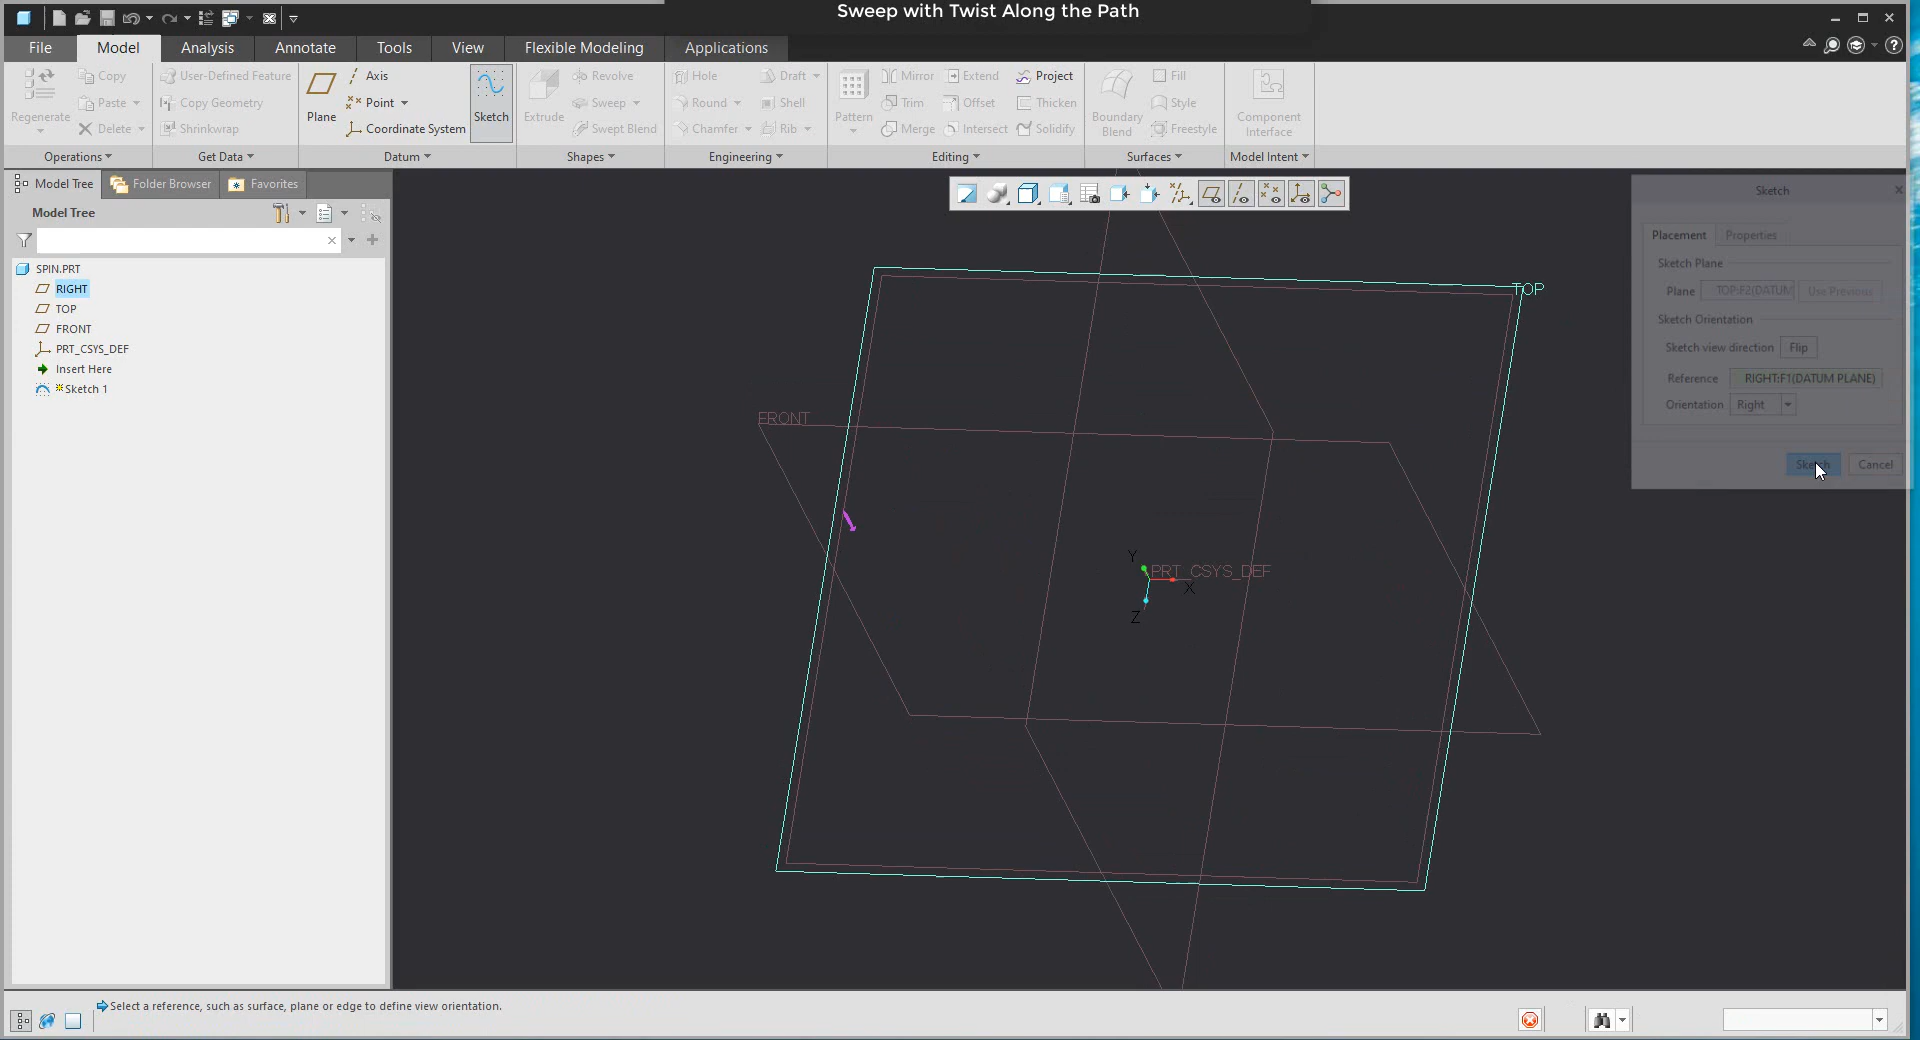 Sweep with Twist Along the Path
File Model Analysis Annotate Tools View Flexible Modeling Applications
Regenerate
Copy
Paste
Delete
User-Defined Feature
Copy Geometry
Shrinkwrap
Plane
Axis
Point
Coordinate System
Sketch
Extrude
Revolve
Sweep
Swept Blend
Hole
Round
Chamfer
Draft
Shell
Rib
Pattern
Mirror
Trim
Merge
Extend
Offset
Intersect
Project
Thicken
Solidify
Boundary
Blend
Fill
Style
Freestyle
Component
Interface
Operations Get Data Datum Shapes Engineering Editing Surfaces Model Intent
Model Tree Folder Browser Favorites
Model Tree
SPIN.PRT
RIGHT
TOP
FRONT
PRT_CSYS_DEF
Insert Here
Sketch 1
TOP
FRONT
Y
PRT_CSYS_DEF
X
Z
Sketch
Placement Properties
Sketch Plane
Plane TOP:F2(DATUM Use Previous
Sketch Orientation
Sketch view direction Flip
Reference RIGHT:F1(DATUM PLANE)
Orientation Right
Sketch Cancel
Select a reference, such as surface, plane or edge to define view orientation.